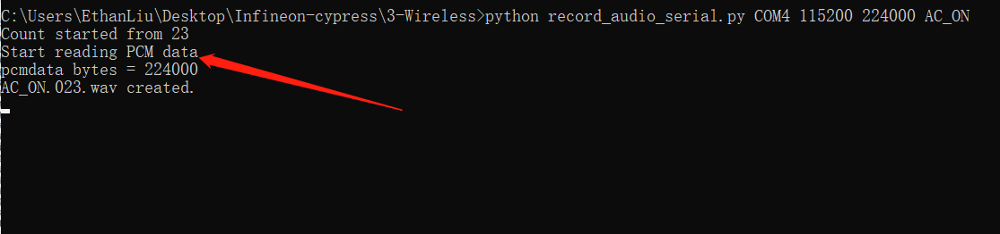 C:\Users\EthanLiu\Desktop\Infineon-cypress\3-Wireless>python record_audio_serial.py COM4 115200 224000 AC_ON
Count started from 23
Start reading PCM data
pcmdata bytes = 224000
AC_ON.023.wav created.